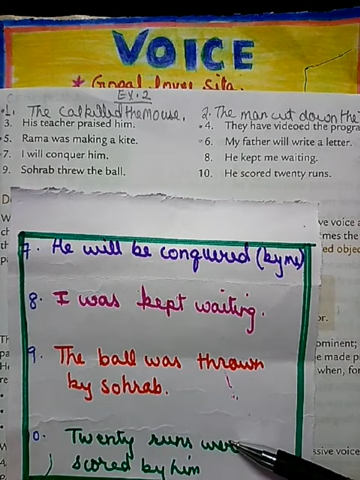 VOICE
* Gopal loves Sita.
Ex. 2
1. The cat killed the mouse. 2. The man cut down the
3. His teacher praised him. 4. They have videoed the progra
5. Rama was making a kite. 6. My father will write a letter.
7. I will conquer him. 8. He kept me waiting.
9. Sohrab threw the ball. 10. He scored twenty runs.
7. He will be conquered (by me)
8. I was kept waiting.
9. The ball was thrown
by sohrab.
0. Twenty runs were
scored by him